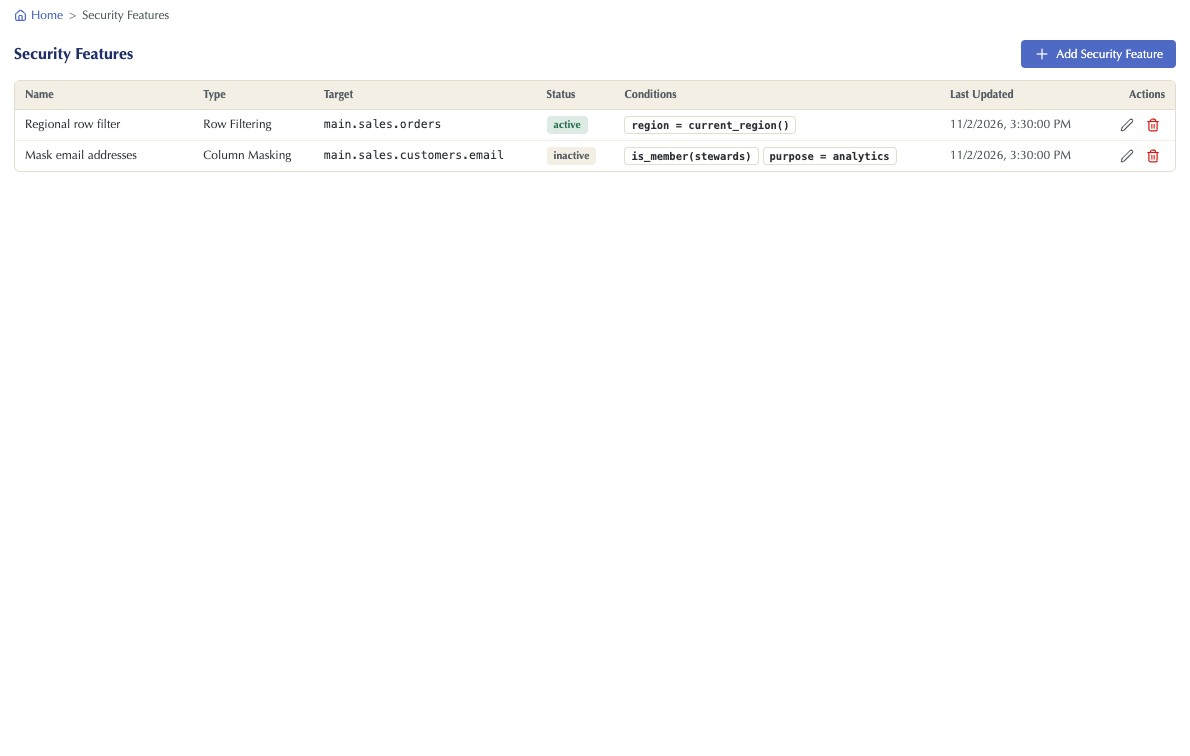 Home > Security Features
Security Features
Add Security Feature
Name Type Target Status Conditions Last Updated Actions
Regional row filter Row Filtering main.sales.orders active region = current_region() 11/2/2026, 3:30:00 PM
Mask email addresses Column Masking main.sales.customers.email inactive is_member(stewards) purpose = analytics 11/2/2026, 3:30:00 PM